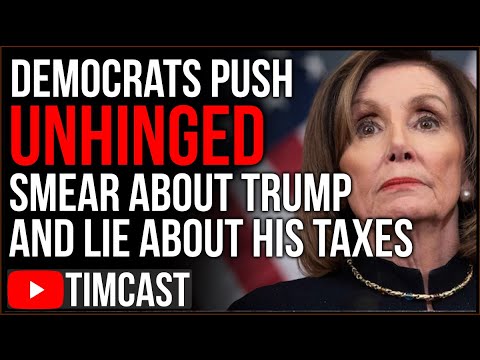 DEMOCRATS PUSH
UNHINGED
SMEAR ABOUT TRUMP
AND LIE ABOUT HIS TAXES
TIMCAST